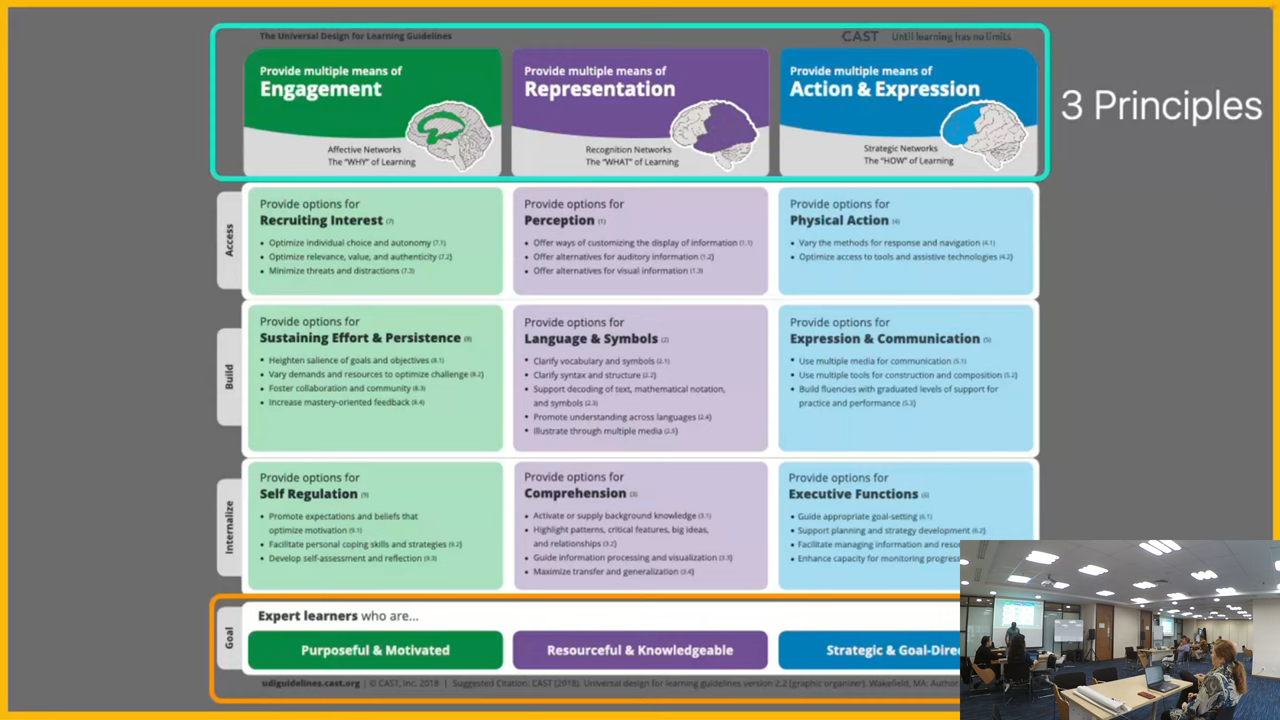 The Universal Design for Learning Guidelines
CAST Until learning has no limits
3 Principles
Provide multiple means of
Engagement
Affective Networks
The "WHY" of Learning
Provide multiple means of
Representation
Recognition Networks
The "WHAT" of Learning
Provide multiple means of
Action & Expression
Strategic Networks
The "HOW" of Learning
Access
Provide options for
Recruiting Interest (7)
• Optimize individual choice and autonomy (7.1)
• Optimize relevance, value, and authenticity (7.2)
• Minimize threats and distractions (7.3)
Provide options for
Perception (1)
• Offer ways of customizing the display of information (1.1)
• Offer alternatives for auditory information (1.2)
• Offer alternatives for visual information (1.3)
Provide options for
Physical Action (4)
• Vary the methods for response and navigation (4.1)
• Optimize access to tools and assistive technologies (4.2)
Build
Provide options for
Sustaining Effort & Persistence (8)
• Heighten salience of goals and objectives (8.1)
• Vary demands and resources to optimize challenge (8.2)
• Foster collaboration and community (8.3)
• Increase mastery-oriented feedback (8.4)
Provide options for
Language & Symbols (2)
• Clarify vocabulary and symbols (2.1)
• Clarify syntax and structure (2.2)
• Support decoding of text, mathematical notation,
and symbols (2.3)
• Promote understanding across languages (2.4)
• Illustrate through multiple media (2.5)
Provide options for
Expression & Communication (5)
• Use multiple media for communication (5.1)
• Use multiple tools for construction and composition (5.2)
• Build fluencies with graduated levels of support for
practice and performance (5.3)
Internalize
Provide options for
Self Regulation (9)
• Promote expectations and beliefs that
optimize motivation (9.1)
• Facilitate personal coping skills and strategies (9.2)
• Develop self-assessment and reflection (9.3)
Provide options for
Comprehension (3)
• Activate or supply background knowledge (3.1)
• Highlight patterns, critical features, big ideas,
and relationships (3.2)
• Guide information processing and visualization (3.3)
• Maximize transfer and generalization (3.4)
Provide options for
Executive Functions (6)
• Guide appropriate goal-setting (6.1)
• Support planning and strategy development (6.2)
• Facilitate managing information and
• Enhance capacity for monitoring
Goal
Expert learners who are...
Purposeful & Motivated
Resourceful & Knowledgeable
Strategic &
udlguidelines.cast.org | © CAST, Inc. 2018 | Suggested Citation: CAST (2018). Universal design for learning guidelines version 2.2 [graphic organizer]. Wakefield, MA: Author